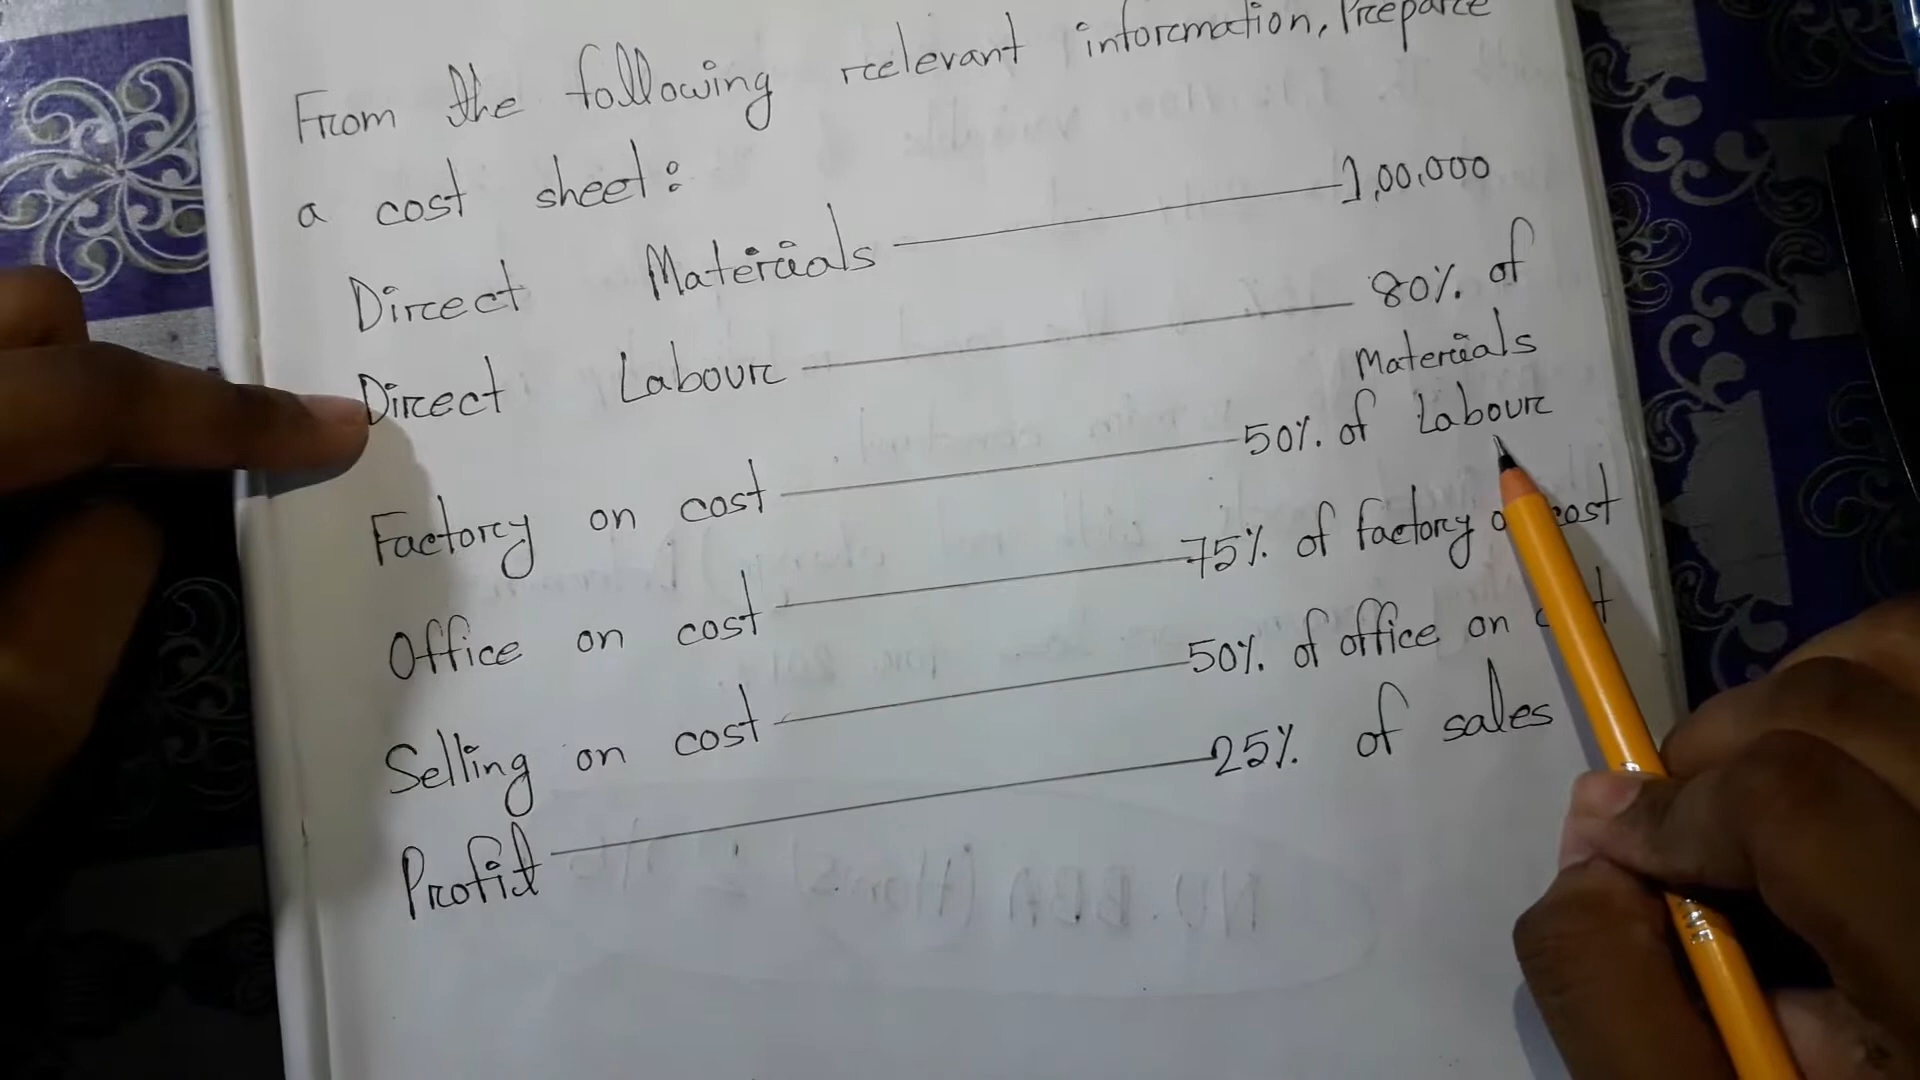 From the following relevant information, Prepare
a cost sheet:
Direct Materials 1,00,000
Direct Labour 80% of
Materials
Factory on cost 50% of Labour
Office on cost 75% of factory cost
Selling on cost 50% of office on
Profit 25% of sales